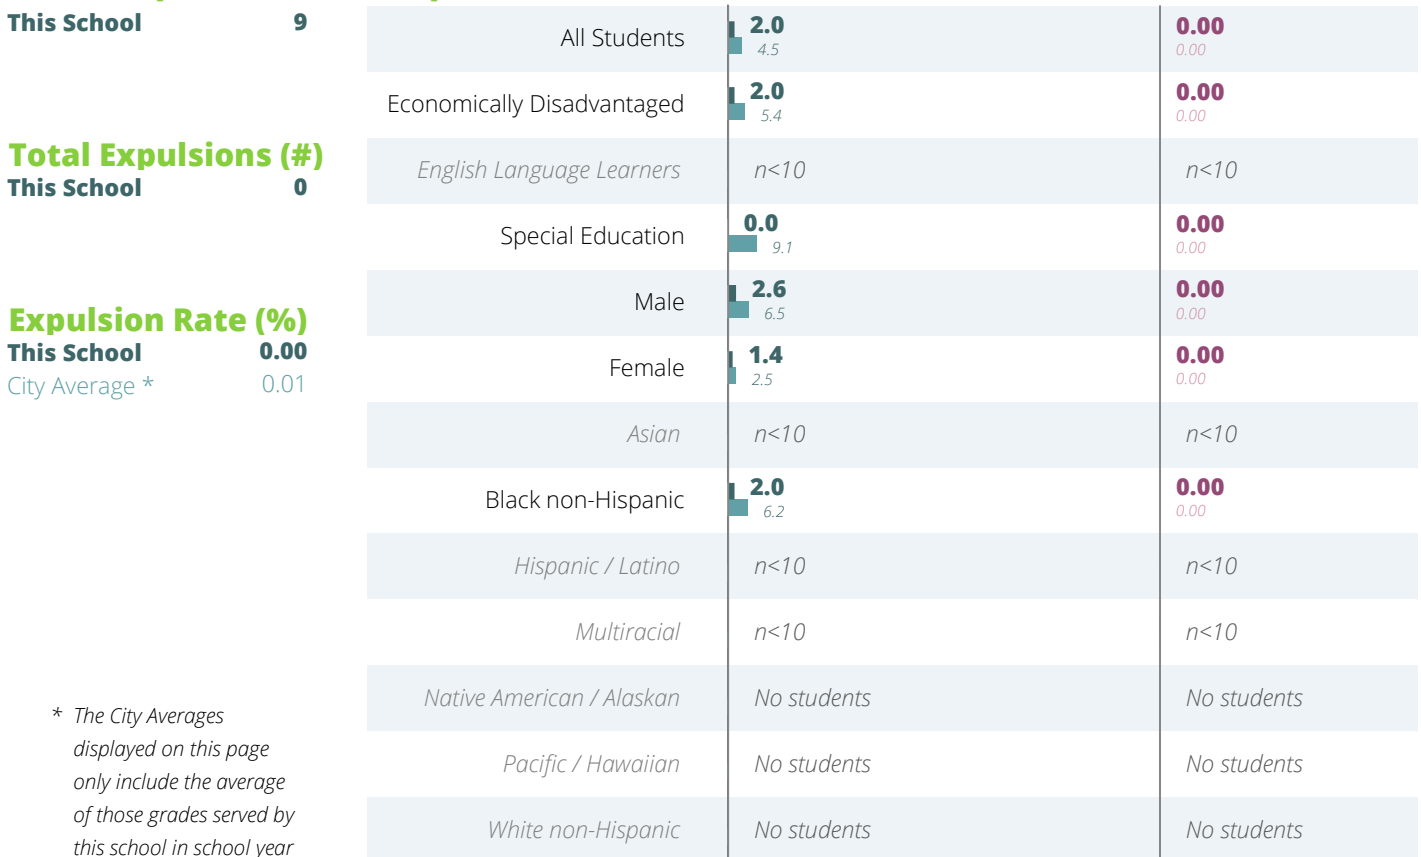 This School 9
Total Expulsions (#)
This School 0
Expulsion Rate (%)
This School 0.00
City Average * 0.01
* The City Averages
displayed on this page
only include the average
of those grades served by
this school in school year
All Students 2.0 0.00
4.5 0.00
Economically Disadvantaged 2.0 0.00
5.4 0.00
English Language Learners n<10 n<10
Special Education 0.0 0.00
9.1 0.00
Male 2.6 0.00
6.5 0.00
Female 1.4 0.00
2.5 0.00
Asian n<10 n<10
Black non-Hispanic 2.0 0.00
6.2 0.00
Hispanic / Latino n<10 n<10
Multiracial n<10 n<10
Native American / Alaskan No students No students
Pacific / Hawaiian No students No students
White non-Hispanic No students No students